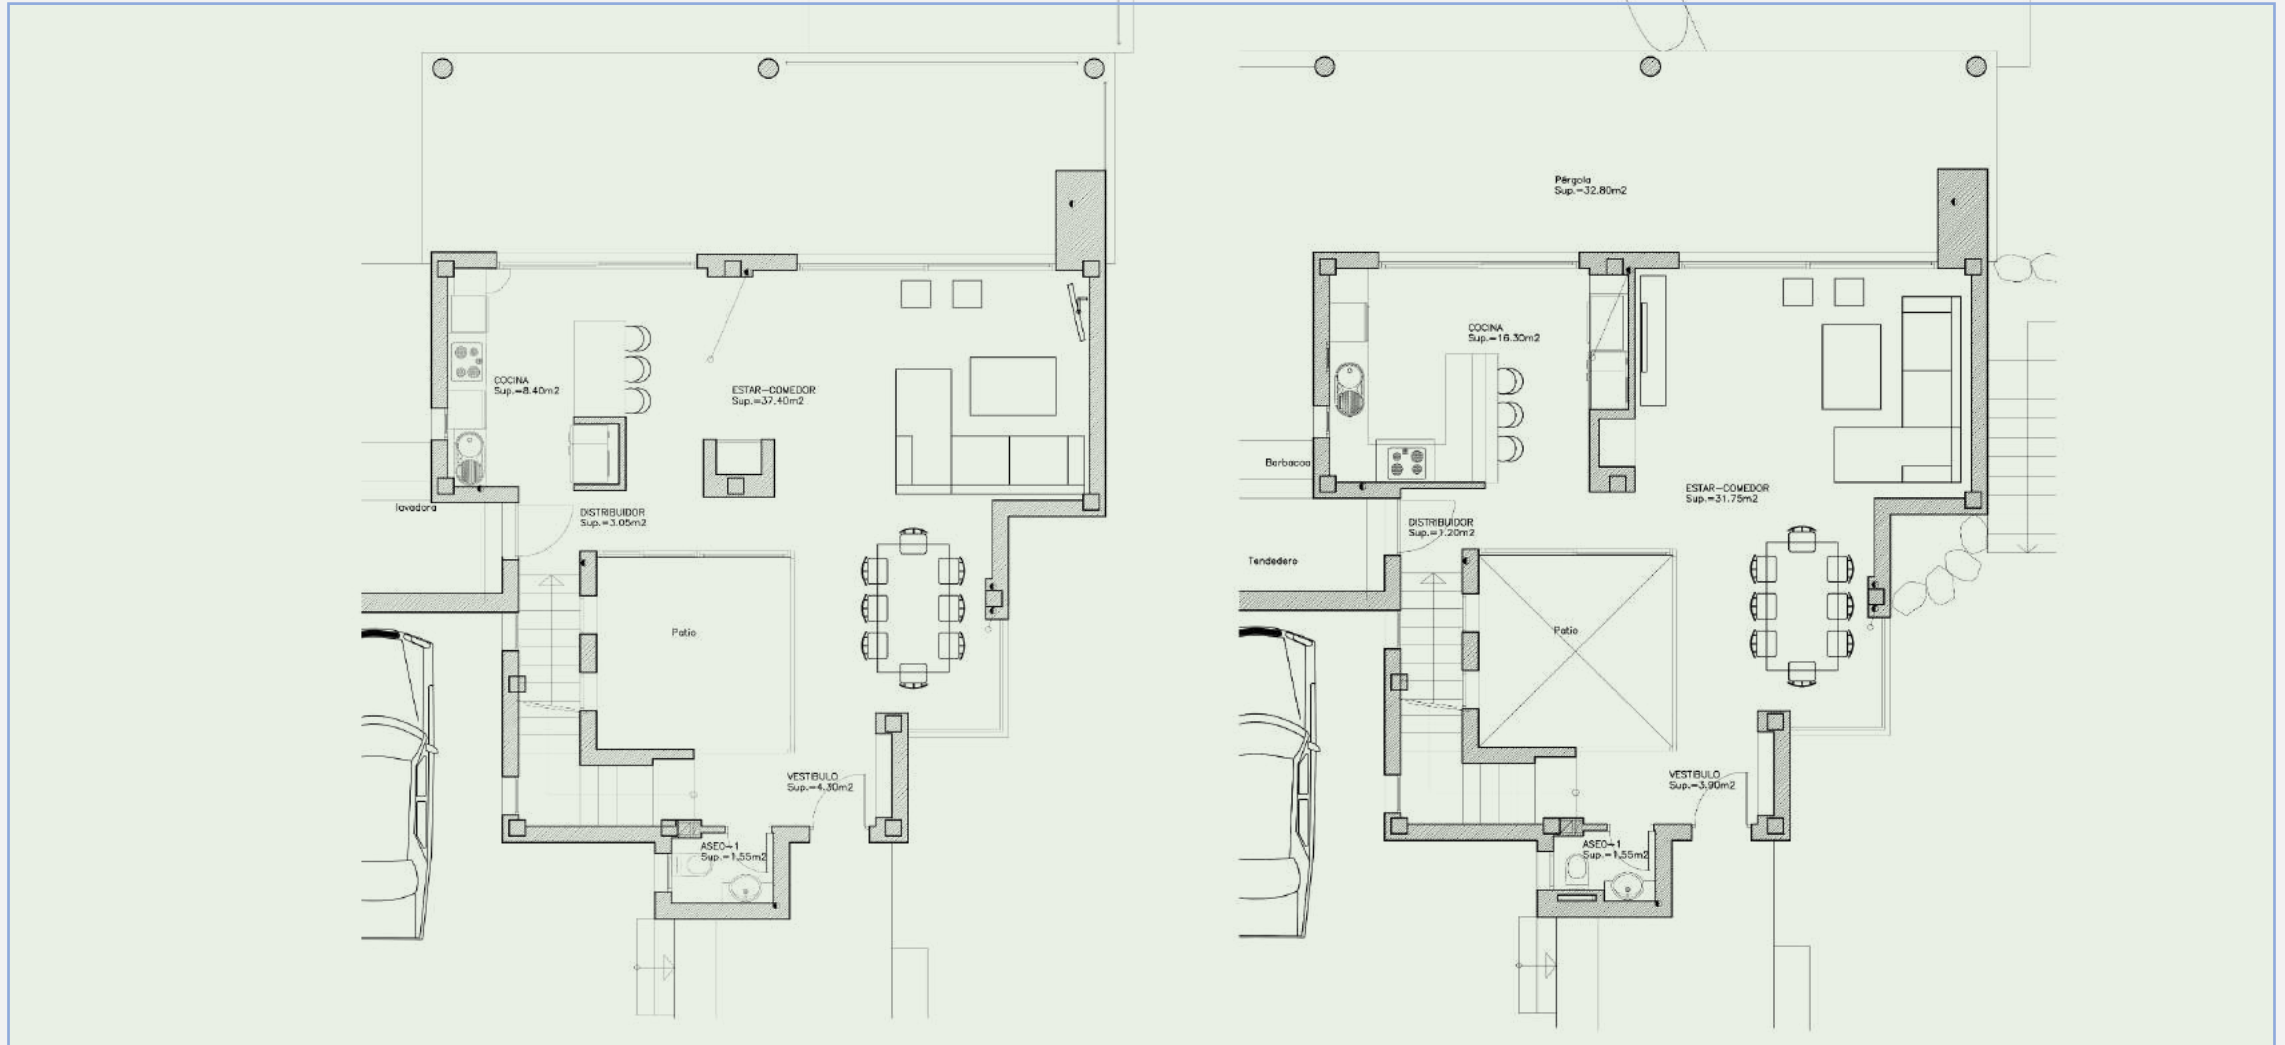 COCINA
Sup.=8.40m2
ESTAR-COMEDOR
Sup.=37.40m2
lavadora
DISTRIBUIDOR
Sup.=3.05m2
Patio
VESTIBULO
Sup.=4.30m2
ASEO-1
Sup.=1.55m2
Pérgola
Sup.=32.80m2
COCINA
Sup.=16.30m2
Barbacoa
ESTAR-COMEDOR
Sup.=31.75m2
DISTRIBUIDOR
Sup.=1.20m2
Tendedero
Patio
VESTIBULO
Sup.=3.90m2
ASEO-1
Sup.=1.55m2